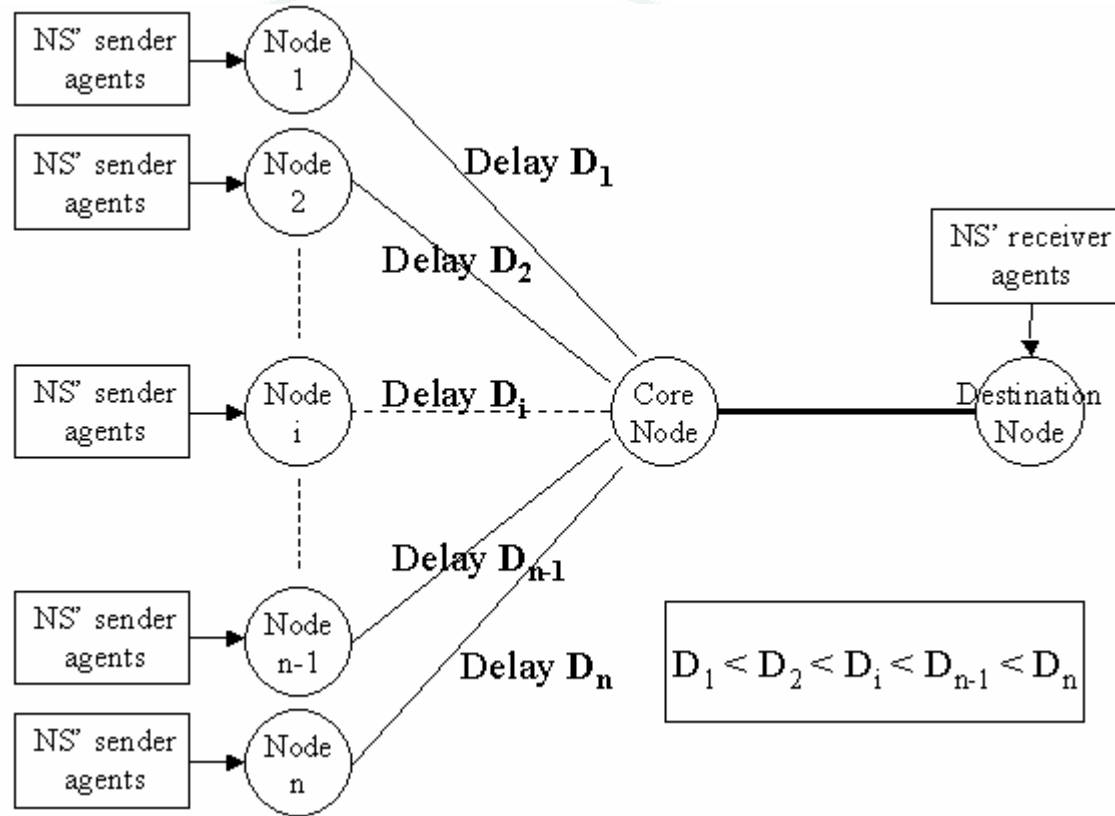 NS’ sender
agents
Node
1
NS’ sender
agents
Node
2
Delay D1
Delay D2
NS’ receiver
agents
NS’ sender
agents
Node
i
Delay Di
Core
Node
Destination
Node
Delay Dn-1
NS’ sender
agents
Node
n-1
Delay Dn
D1 < D2 < Di < Dn-1 < Dn
NS’ sender
agents
Node
n